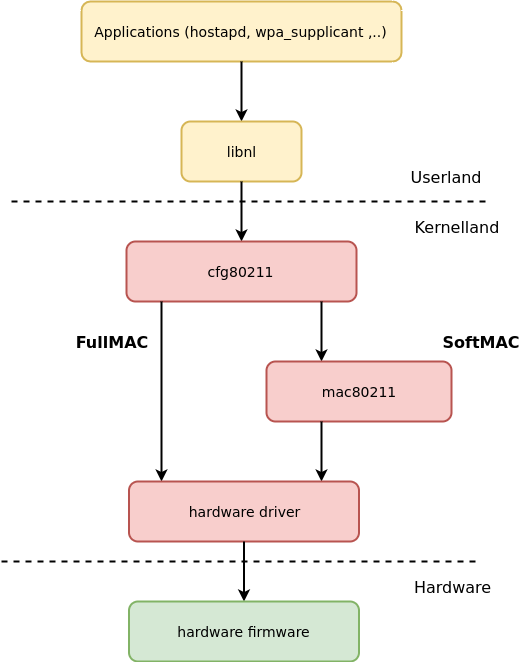 Applications (hostapd, wpa_supplicant ,..)
libnl
Userland
Kernelland
cfg80211
FullMAC
SoftMAC
mac80211
hardware driver
Hardware
hardware firmware